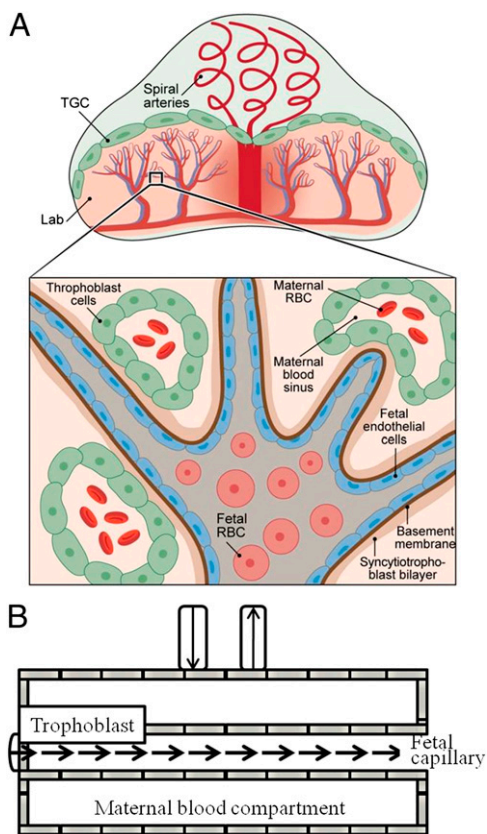 A
Spiral
arteries
TGC
Lab
Throphoblast
cells
Maternal
RBC
Maternal
blood
sinus
Fetal
endothelial
cells
Fetal
RBC
Basement
membrane
Syncytiotropho-
blast bilayer
B
Trophoblast
Fetal
capillary
Maternal blood compartment